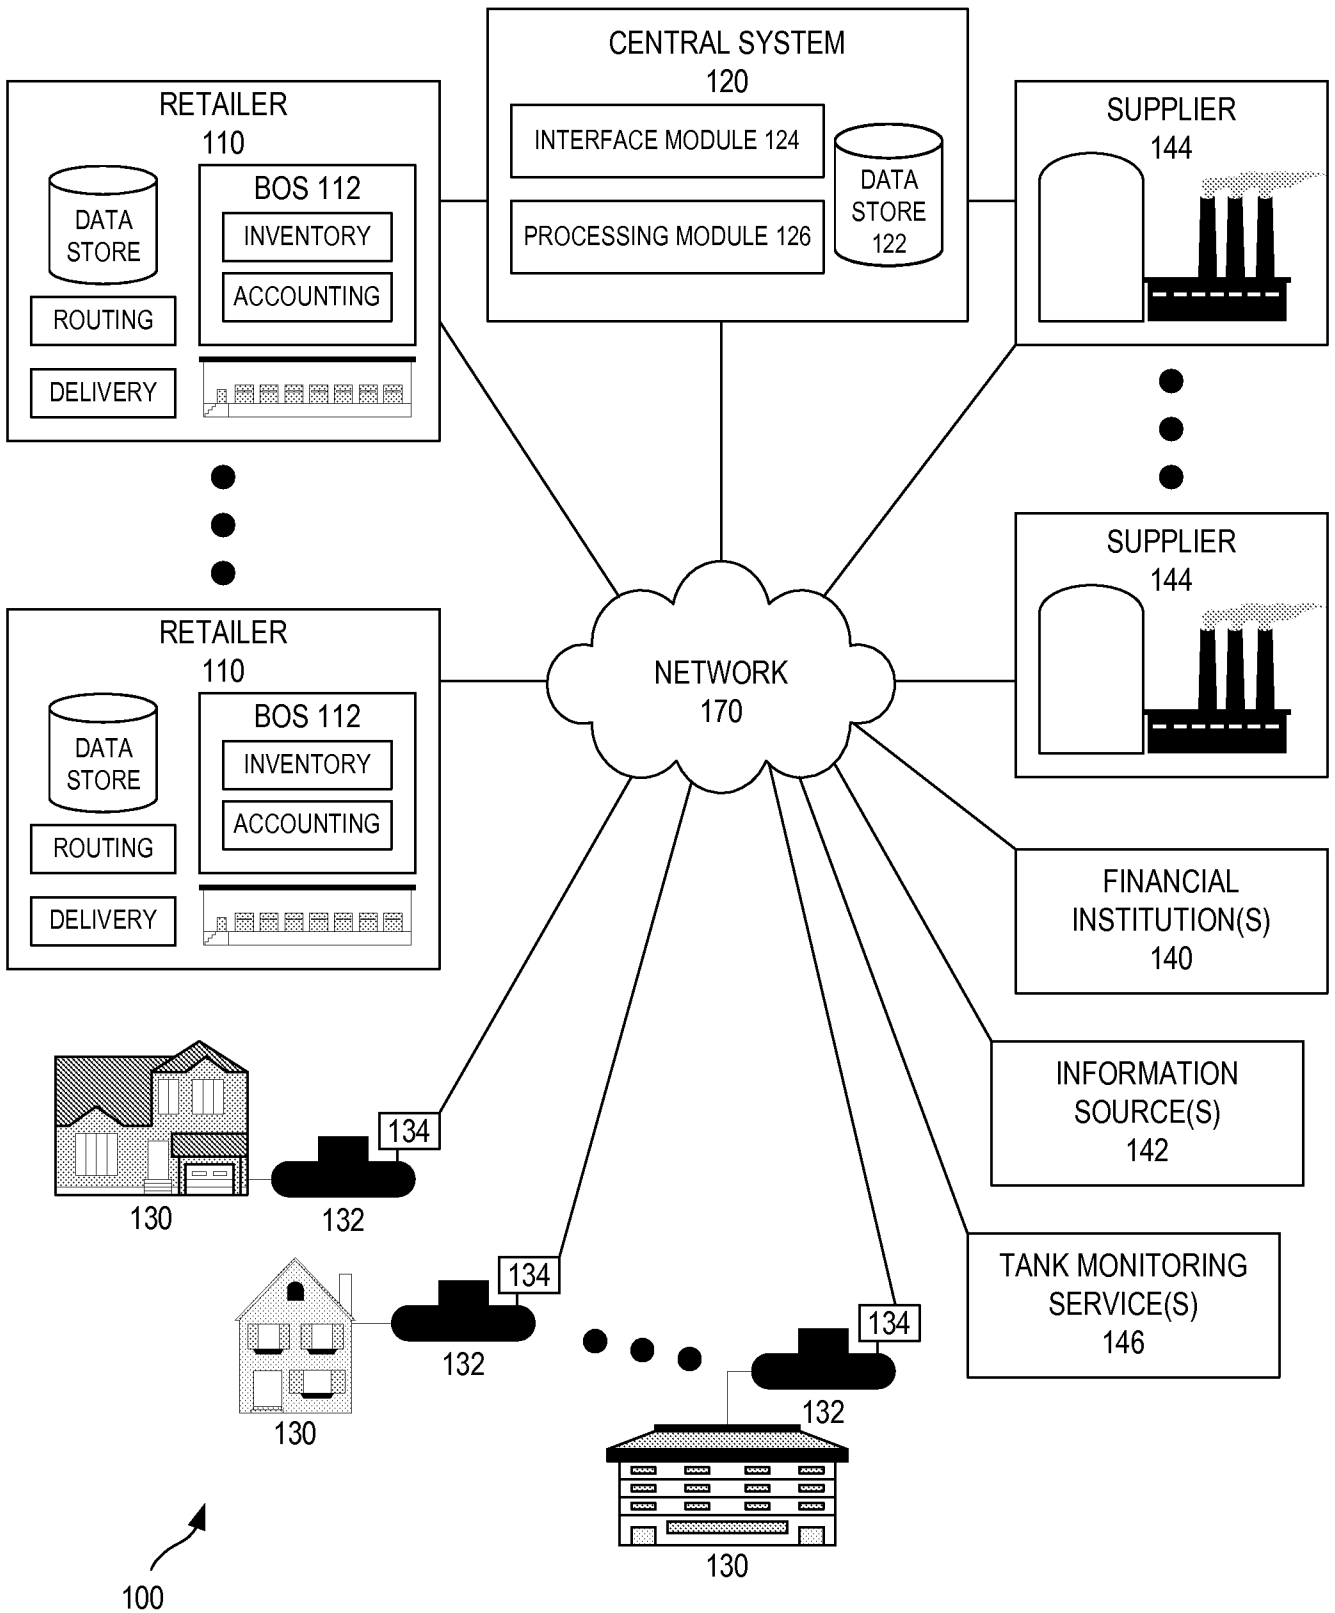 CENTRAL SYSTEM
120
INTERFACE MODULE 124
PROCESSING MODULE 126
DATA
STORE
122
RETAILER
110
DATA
STORE
BOS 112
INVENTORY
ACCOUNTING
ROUTING
DELIVERY
SUPPLIER
144
RETAILER
110
DATA
STORE
BOS 112
INVENTORY
ACCOUNTING
ROUTING
DELIVERY
NETWORK
170
SUPPLIER
144
FINANCIAL
INSTITUTION(S)
140
INFORMATION
SOURCE(S)
142
TANK MONITORING
SERVICE(S)
146
134
130
132
134
130
132
134
132
130
100